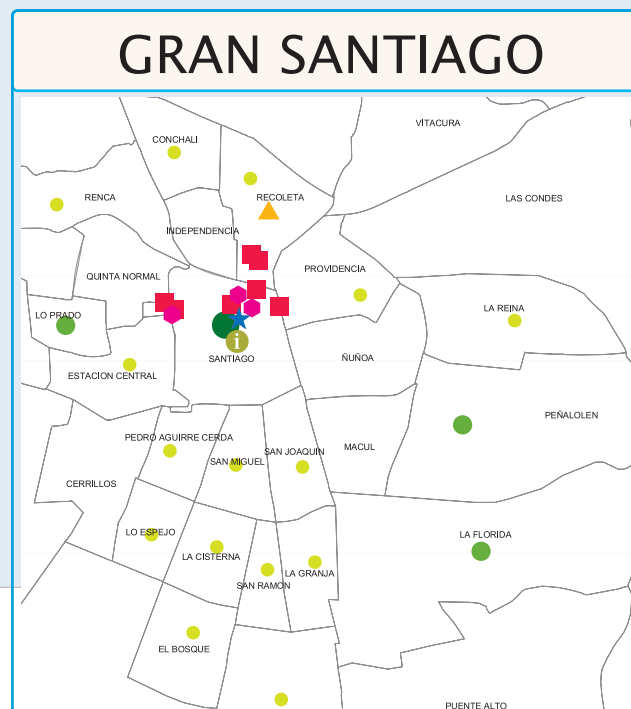 GRAN SANTIAGO
VITACURA
CONCHALI
RENCA
RECOLETA
LAS CONDES
INDEPENDENCIA
PROVIDENCIA
QUINTA NORMAL
LA REINA
LO PRADO
i
SANTIAGO
ÑUÑOA
ESTACION CENTRAL
PEÑALOLEN
PEDRO AGUIRRE CERDA
SAN JOAQUÍN
MACUL
SAN MIGUEL
CERRILLOS
LO ESPEJO
LA FLORIDA
LA CISTERNA
LA GRANJA
SAN RAMON
EL BOSQUE
PUENTE ALTO